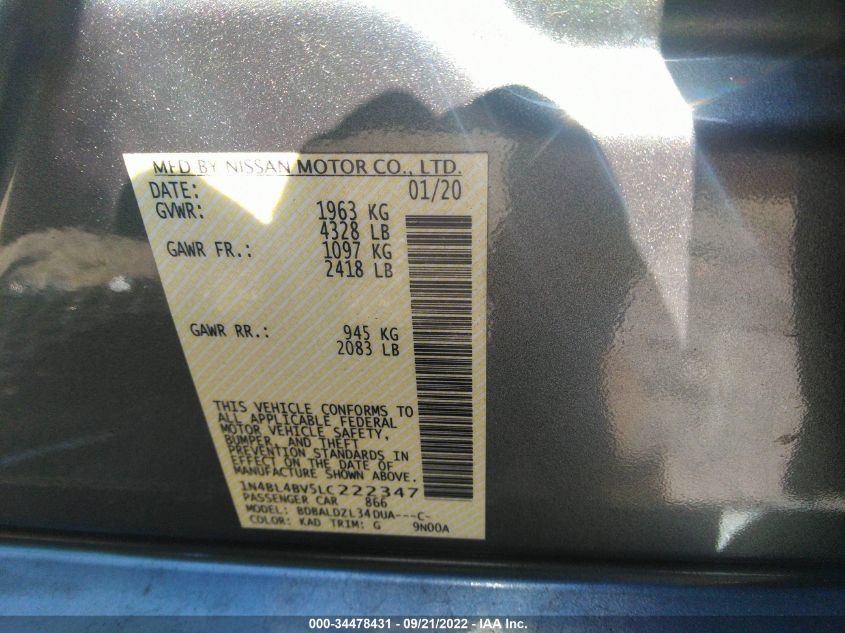 MFD BY NISSAN MOTOR CO., LTD.
DATE: 01/20
GVWR: 1963 KG
4328 LB
GAWR FR.: 1097 KG
2418 LB
GAWR RR.: 945 KG
2083 LB
THIS VEHICLE CONFORMS TO
ALL APPLICABLE FEDERAL
MOTOR VEHICLE SAFETY,
BUMPER, AND THEFT
PREVENTION STANDARDS IN
EFFECT ON THE DATE OF
MANUFACTURE SHOWN ABOVE.
1N4BL4BV5LC222347
PASSENGER CAR 866
MODEL: BDBALDZL34DUA---C-
COLOR: KAD TRIM: G 9N00A
000-34478431 - 09/21/2022 - IAA Inc.